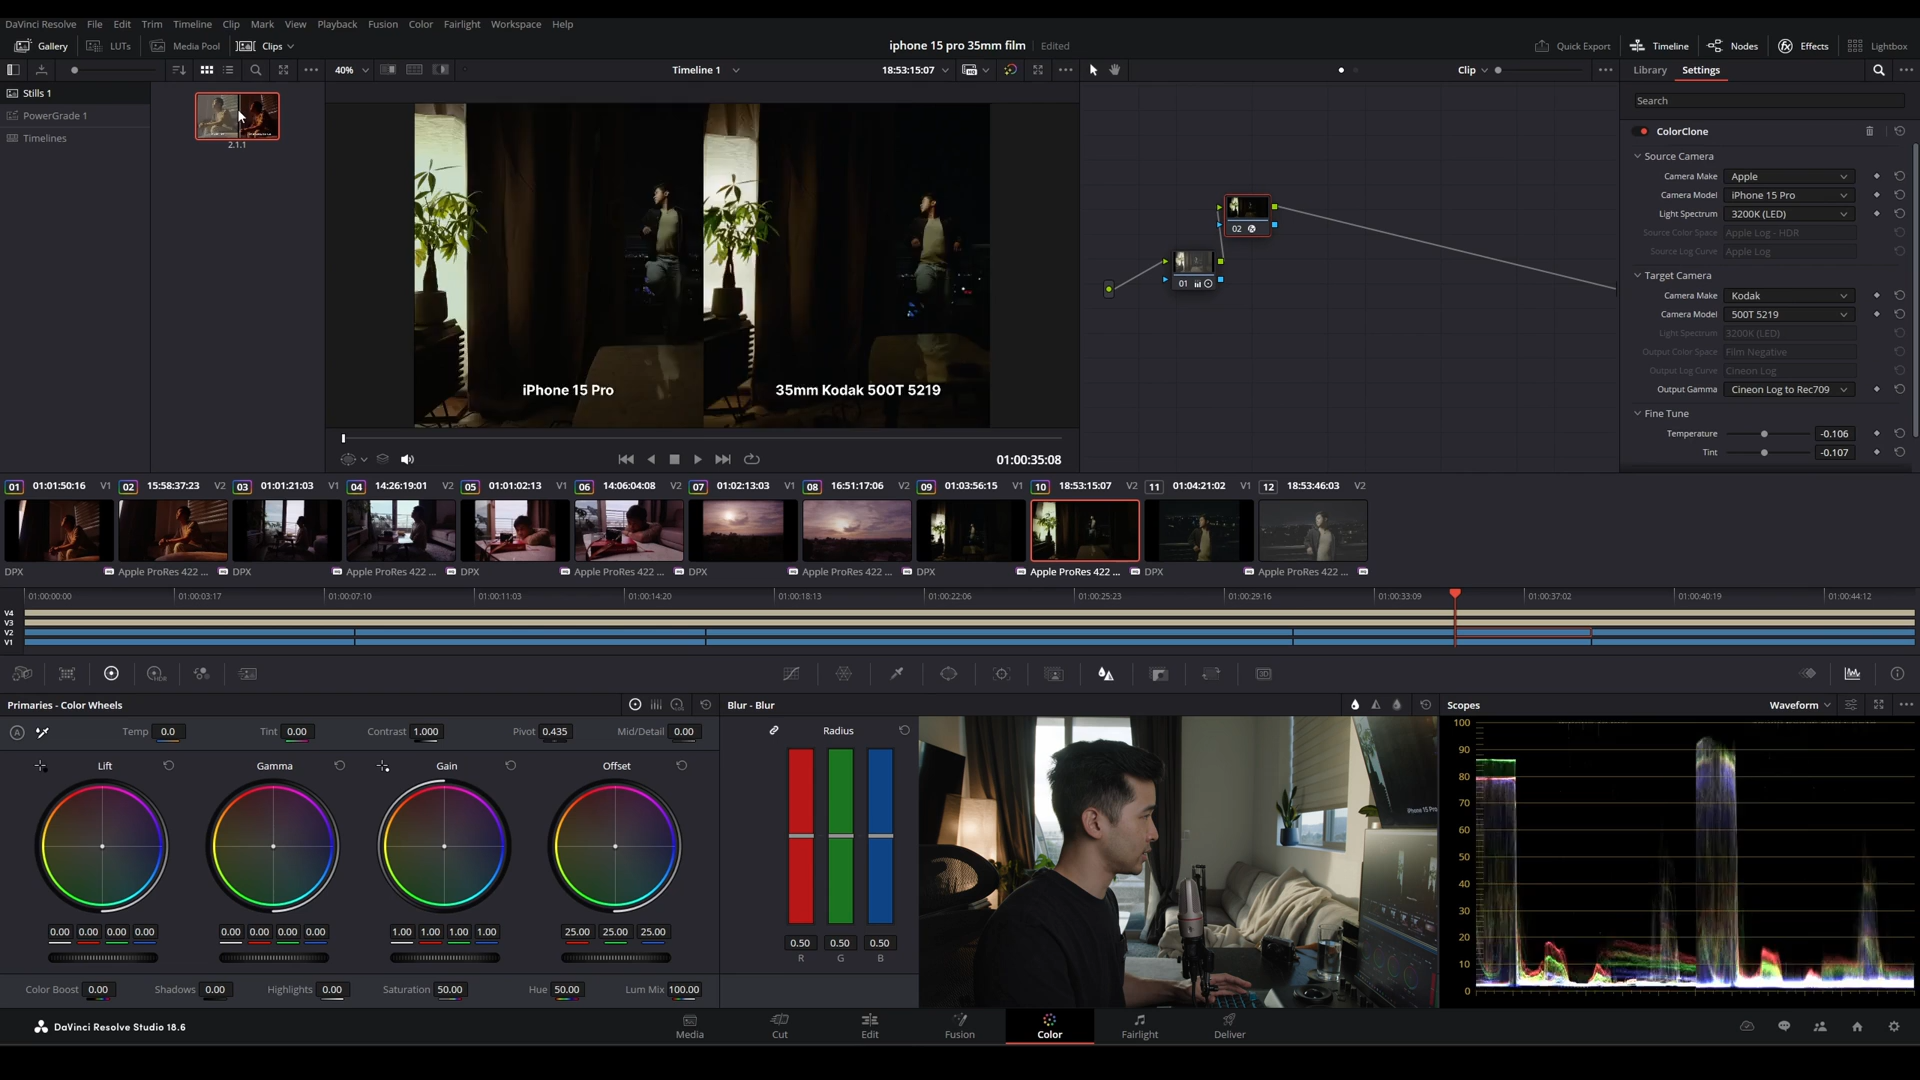 DaVinci Resolve File Edit Trim Timeline Clip Mark View Playback Fusion Color Fairlight Workspace Help
Gallery LUTs Media Pool Clips iphone 15 pro 35mm film Edited Quick Export Timeline Nodes Effects Lightbox
40% Timeline 1 18:53:15:07 Clip Library Settings
Stills 1
PowerGrade 1
Timelines
2.1.1
iPhone 15 Pro 35mm Kodak 500T 5219
01:00:35:08
02
01
Search
ColorClone
Source Camera
Camera Make Apple
Camera Model iPhone 15 Pro
Light Spectrum 3200K (LED)
Source Color Space Apple Log - HDR
Source Log Curve Apple Log
Target Camera
Camera Make Kodak
Camera Model 500T 5219
Light Spectrum 3200K (LED)
Output Color Space Film Negative
Output Log Curve Cineon Log
Output Gamma Cineon Log to Rec709
Fine Tune
Temperature -0.106
Tint -0.107
01 01:01:50:16 V1 02 15:58:37:23 V2 03 01:01:21:03 V1 04 14:26:19:01 V2 05 01:01:02:13 V1 06 14:06:04:08 V2 07 01:02:13:03 V1 08 16:51:17:06 V2 09 01:03:56:15 V1 10 18:53:15:07 V2 11 01:04:21:02 V1 12 18:53:46:03 V2
DPX Apple ProRes 422 ... DPX Apple ProRes 422 ... DPX Apple ProRes 422 ... DPX Apple ProRes 422 ... DPX Apple ProRes 422 ... DPX Apple ProRes 422 ...
01:00:00:00 01:00:03:17 01:00:07:10 01:00:11:03 01:00:14:20 01:00:18:13 01:00:22:06 01:00:25:23 01:00:29:16 01:00:33:09 01:00:37:02 01:00:40:19 01:00:44:12
V4
V3
V2
V1
HDR 3D
Primaries - Color Wheels Blur - Blur Scopes Waveform
A Temp 0.0 Tint 0.00 Contrast 1.000 Pivot 0.435 Mid/Detail 0.00
Lift Gamma Gain Offset
0.00 0.00 0.00 0.00 0.00 0.00 0.00 0.00 1.00 1.00 1.00 1.00 25.00 25.00 25.00
Color Boost 0.00 Shadows 0.00 Highlights 0.00 Saturation 50.00 Hue 50.00 Lum Mix 100.00
Radius
0.50 0.50 0.50
R G B
iPhone 15 Pro
100
90
80
70
60
50
40
30
20
10
0
DaVinci Resolve Studio 18.6
Media Cut Edit Fusion Color Fairlight Deliver